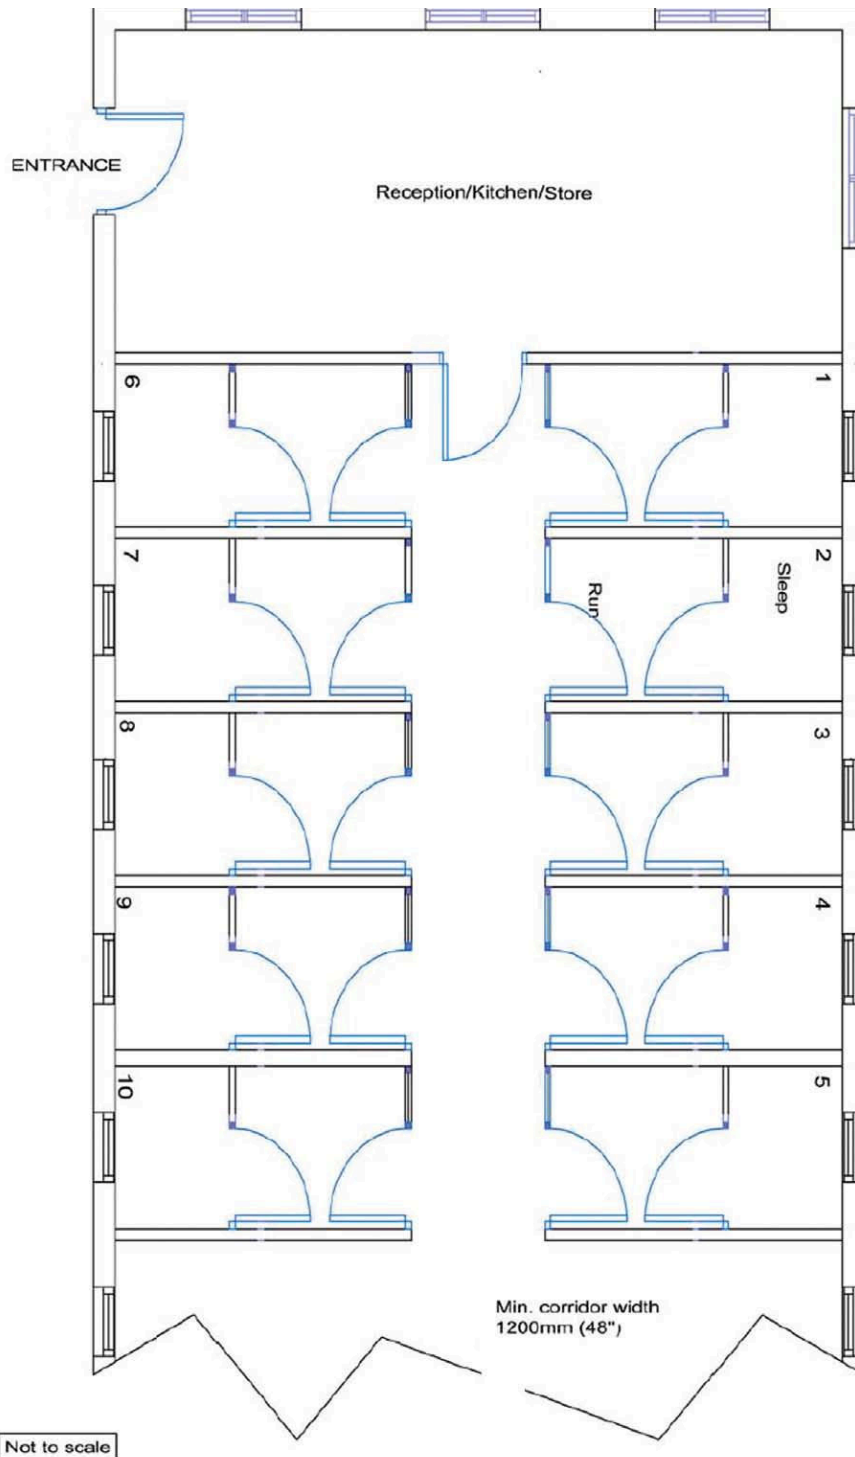 ENTRANCE
Reception/Kitchen/Store
6
1
7
2
Run
Sleep
8
3
9
4
10
5
Min. corridor width
1200mm (48")
Not to scale